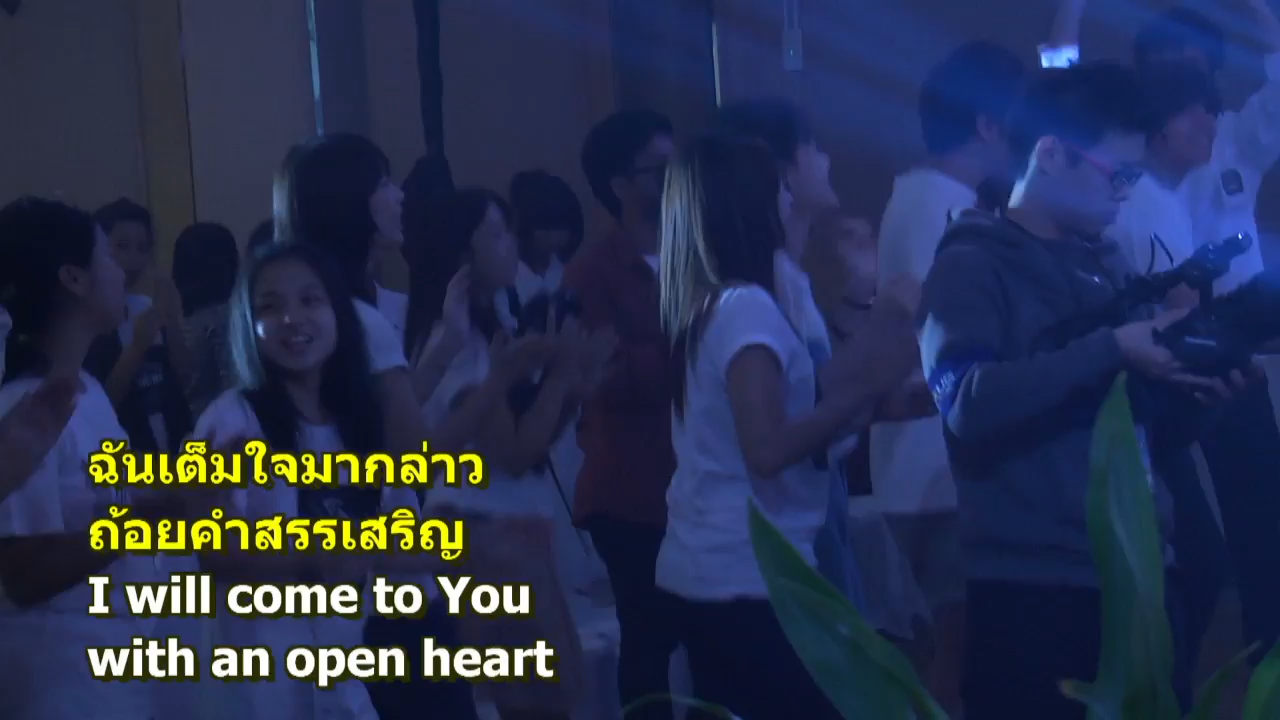 ฉันเต็มใจมากล่าว
ถ้อยคำสรรเสริญ
I will come to You
with an open heart